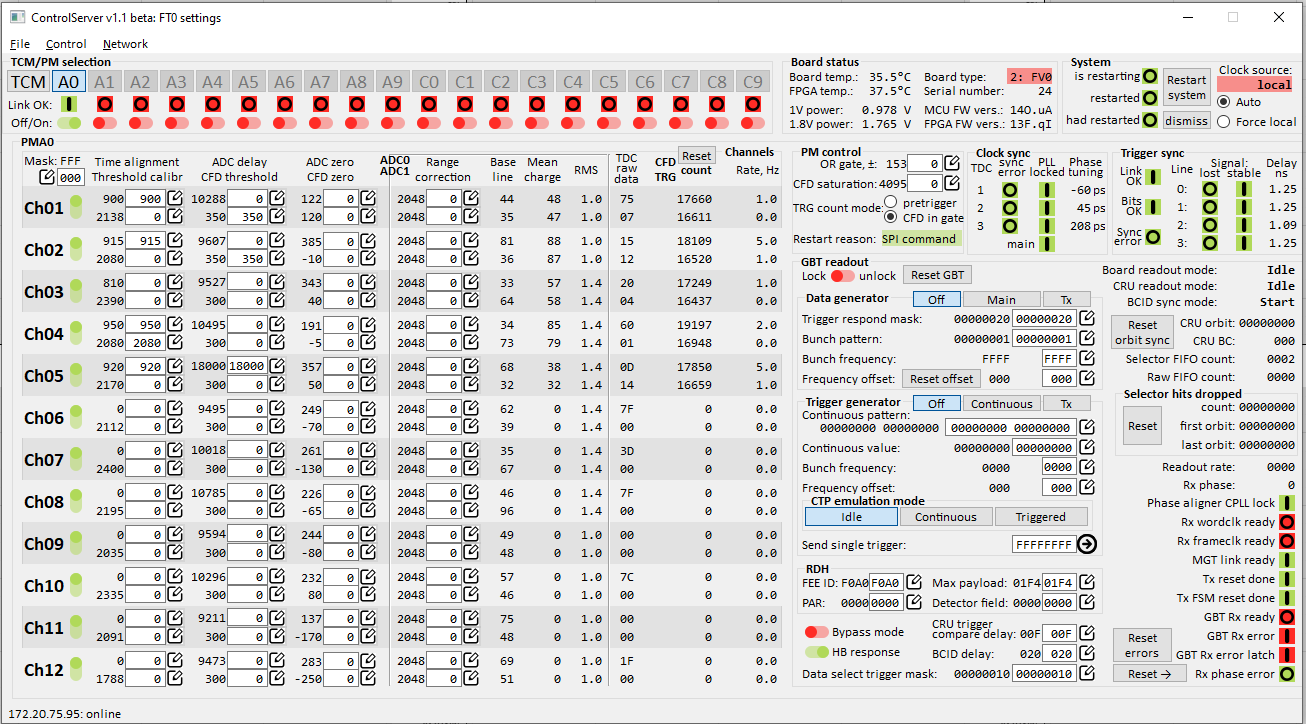 ControlServer v1.1 beta: FT0 settings
File Control Network
TCM/PM selection
TCM A0 A1 A2 A3 A4 A5 A6 A7 A8 A9 C0 C1 C2 C3 C4 C5 C6 C7 C8 C9
Link OK:
Off/On:
Board status
Board temp.: 35.5°C Board type: 2: FV0
FPGA temp.: 37.5°C Serial number: 24
1V power: 0.978 V MCU FW vers.: 14O.uA
1.8V power: 1.765 V FPGA FW vers.: 13F.qI
System
is restarting
restarted
had restarted
Restart system
dismiss
Clock source:
local
Auto
Force local
PMA0
Mask: FFF
000
Time alignment
Threshold calibr
ADC delay
CFD threshold
ADC zero
CFD zero
ADC0
ADC1
Range
correction
Base
line
Mean
charge
RMS
TDC
raw
data
CFD
TRG
Reset
count
Channels
Rate, Hz
Ch01
900 900 10288 0 122 0 2048 0 44 48 1.0 75 17660 1.0
2138 0 350 350 120 0 2048 0 35 47 1.0 07 16611 0.0
Ch02
915 915 9607 0 385 0 2048 0 81 88 1.0 15 18109 5.0
2080 0 350 350 -10 0 2048 0 36 87 1.0 12 16520 1.0
Ch03
810 0 9527 0 343 0 2048 0 33 57 1.4 20 17249 1.0
2390 0 300 0 40 0 2048 0 64 58 1.0 04 16437 0.0
Ch04
950 950 10495 0 191 0 2048 0 34 85 1.4 60 19197 2.0
2080 2080 300 0 -5 0 2048 0 73 79 1.4 01 16948 0.0
Ch05
920 920 18000 18000 357 0 2048 0 68 38 1.4 0D 17850 5.0
2170 0 300 0 50 0 2048 0 32 32 1.4 14 16659 1.0
Ch06
0 0 9495 0 249 0 2048 0 62 0 1.4 7F 0 0.0
2112 0 300 0 -70 0 2048 0 39 0 1.4 00 0 0.0
Ch07
0 0 10018 0 261 0 2048 0 35 0 1.4 3D 0 0.0
2400 0 300 0 -130 0 2048 0 67 0 1.4 00 0 0.0
Ch08
0 0 10785 0 226 0 2048 0 46 0 1.4 7F 0 0.0
2195 0 300 0 -65 0 2048 0 96 0 1.4 00 0 0.0
Ch09
0 0 9594 0 244 0 2048 0 49 0 1.4 00 0 0.0
2035 0 300 0 -80 0 2048 0 48 0 1.4 00 0 0.0
Ch10
0 0 10296 0 232 0 2048 0 57 0 1.4 7C 0 0.0
2335 0 300 0 80 0 2048 0 46 0 1.4 00 0 0.0
Ch11
0 0 9211 0 137 0 2048 0 75 0 1.4 00 0 0.0
2091 0 300 0 -170 0 2048 0 48 0 1.4 00 0 0.0
Ch12
0 0 9473 0 283 0 2048 0 69 0 1.0 1F 0 0.0
1788 0 300 0 -250 0 2048 0 51 0 1.0 00 0 0.0
PM control
OR gate, ±: 153 0
CFD saturation: 4095 0
TRG count mode: pretrigger
CFD in gate
Restart reason: SPI command
Clock sync
TDC sync error PLL locked Phase tuning
1 -60 ps
2 45 ps
3 208 ps
main
Trigger sync
Link OK
Bits OK
Sync error
Line Signal: lost stable Delay ns
0: 1.25
1: 1.25
2: 1.09
3: 1.25
GBT readout
Lock unlock Reset GBT
Data generator Off Main Tx
Trigger respond mask: 00000020 00000020
Bunch pattern: 00000001 00000001
Bunch frequency: FFFF FFFF
Frequency offset: Reset offset 000 000
Trigger generator Off Continuous Tx
Continuous pattern:
00000000 00000000 00000000 00000000
Continuous value: 00000000 00000000
Bunch frequency: 0000 0000
Frequency offset: 000 000
CTP emulation mode
Idle Continuous Triggered
Send single trigger: FFFFFFFF
RDH
FEE ID: F0A0 F0A0 Max payload: 01F4 01F4
PAR: 0000 0000 Detector field: 0000 0000
Bypass mode
HB response
CRU trigger
compare delay: 00F 00F
BCID delay: 020 020
Data select trigger mask: 00000010 00000010
Board readout mode: Idle
CRU readout mode: Idle
BCID sync mode: Start
Reset orbit sync
CRU orbit: 00000000
CRU BC: 000
Selector FIFO count: 0002
Raw FIFO count: 0000
Selector hits dropped
Reset
count: 00000000
first orbit: 00000000
last orbit: 00000000
Readout rate: 0000
Rx phase: 0
Phase aligner CPLL lock
Rx wordclk ready
Rx frameclk ready
MGT link ready
Tx reset done
Tx FSM reset done
GBT Rx ready
Reset errors
GBT Rx error
GBT Rx error latch
Reset → Rx phase error
172.20.75.95: online